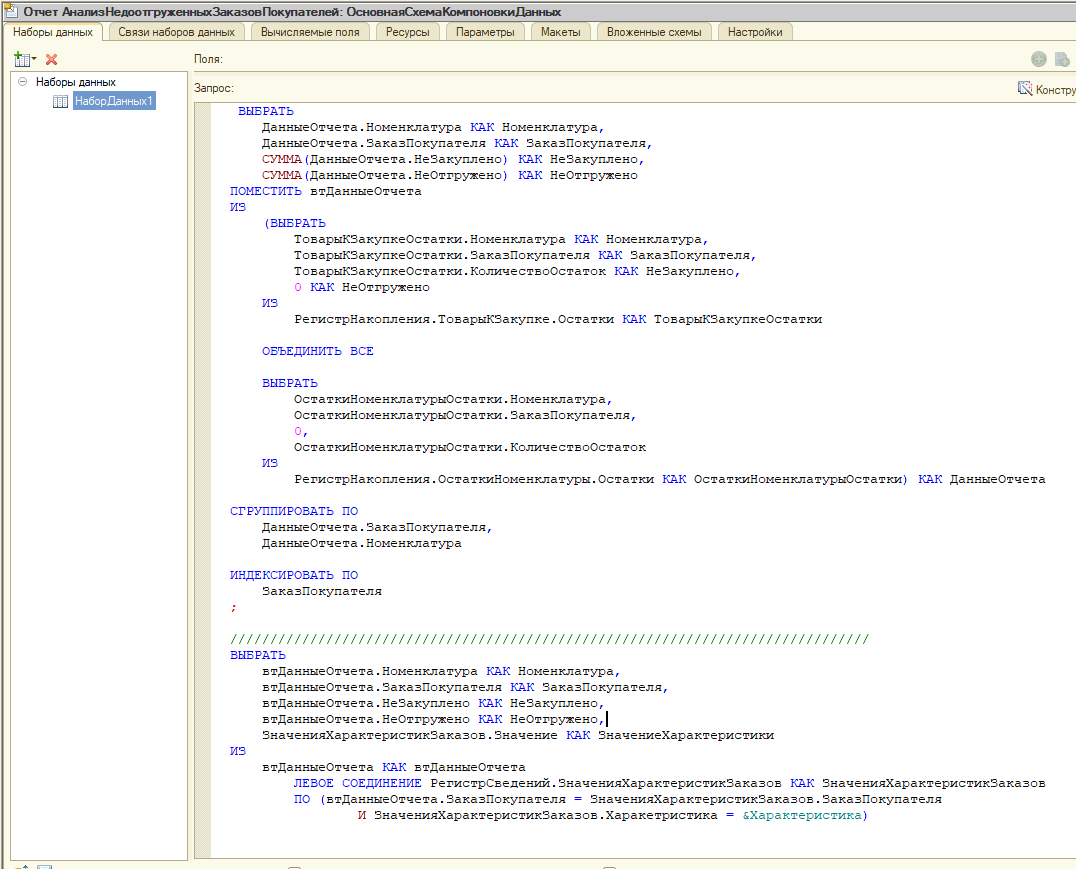 Отчет АнализНедоотгруженныхЗаказовПокупателей: ОсновнаяСхемаКомпоновкиДанных
Наборы данных Связи наборов данных Вычисляемые поля Ресурсы Параметры Макеты Вложенные схемы Настройки
Поля:
Наборы данных
НаборДанных1
Запрос:
Констру
ВЫБРАТЬ
ДанныеОтчета.Номенклатура КАК Номенклатура,
ДанныеОтчета.ЗаказПокупателя КАК ЗаказПокупателя,
СУММА(ДанныеОтчета.НеЗакуплено) КАК НеЗакуплено,
СУММА(ДанныеОтчета.НеОтгружено) КАК НеОтгружено
ПОМЕСТИТЬ втДанныеОтчета
ИЗ
(ВЫБРАТЬ
ТоварыКЗакупкеОстатки.Номенклатура КАК Номенклатура,
ТоварыКЗакупкеОстатки.ЗаказПокупателя КАК ЗаказПокупателя,
ТоварыКЗакупкеОстатки.КоличествоОстаток КАК НеЗакуплено,
0 КАК НеОтгружено
ИЗ
РегистрНакопления.ТоварыКЗакупке.Остатки КАК ТоварыКЗакупкеОстатки
ОБЪЕДИНИТЬ ВСЕ
ВЫБРАТЬ
ОстаткиНоменклатурыОстатки.Номенклатура,
ОстаткиНоменклатурыОстатки.ЗаказПокупателя,
0,
ОстаткиНоменклатурыОстатки.КоличествоОстаток
ИЗ
РегистрНакопления.ОстаткиНоменклатуры.Остатки КАК ОстаткиНоменклатурыОстатки) КАК ДанныеОтчета
СГРУППИРОВАТЬ ПО
ДанныеОтчета.ЗаказПокупателя,
ДанныеОтчета.Номенклатура
ИНДЕКСИРОВАТЬ ПО
ЗаказПокупателя
;
////////////////////////////////////////////////////////////////////////////////
ВЫБРАТЬ
втДанныеОтчета.Номенклатура КАК Номенклатура,
втДанныеОтчета.ЗаказПокупателя КАК ЗаказПокупателя,
втДанныеОтчета.НеЗакуплено КАК НеЗакуплено,
втДанныеОтчета.НеОтгружено КАК НеОтгружено,
ЗначенияХарактеристикЗаказов.Значение КАК ЗначениеХарактеристики
ИЗ
втДанныеОтчета КАК втДанныеОтчета
ЛЕВОЕ СОЕДИНЕНИЕ РегистрСведений.ЗначенияХарактеристикЗаказов КАК ЗначенияХарактеристикЗаказов
ПО (втДанныеОтчета.ЗаказПокупателя = ЗначенияХарактеристикЗаказов.ЗаказПокупателя
И ЗначенияХарактеристикЗаказов.Характеристика = &Характеристика)